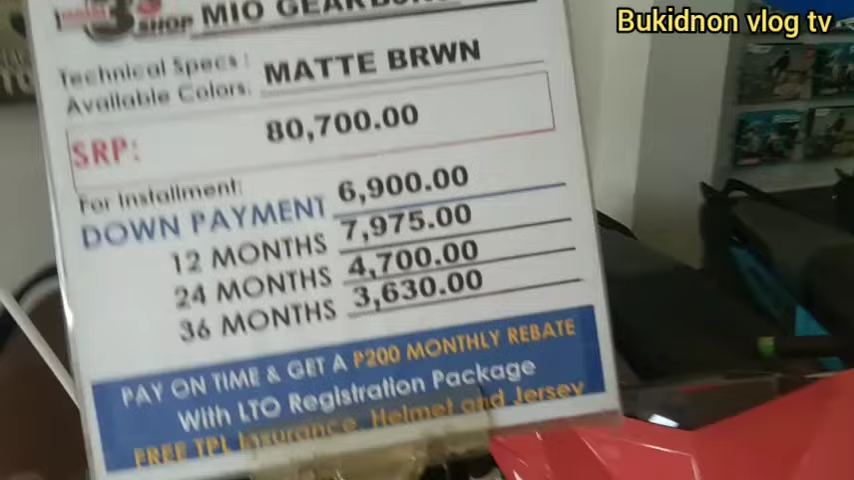 Bukidnon vlog tv
3S SHOP MIO GEAR
Technical Specs :
Available Colors: MATTE BRWN
SRP: 80,700.00
For Installment:
DOWN PAYMENT 6,900.00
12 MONTHS 7,975.00
24 MONTHS 4,700.00
36 MONTHS 3,630.00
PAY ON TIME & GET A P200 MONTHLY REBATE
With LTO Registration Package
FREE TPL Insurance, Helmet and Jersey